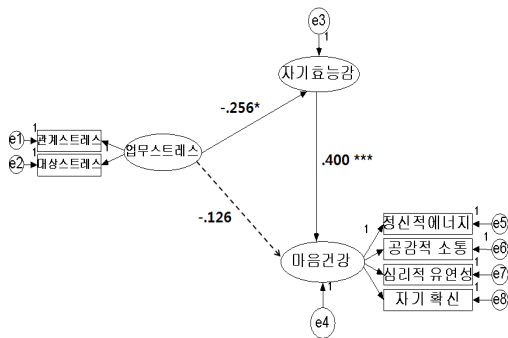 e3
1
자기효능감
-.256*
1
e1
관계스트레스
1
e2
대상스트레스
업무스트레스
.400 ***
-.126
1
정신적에너지
1
e5
공감적 소통
1
e6
심리적 유연성
1
e7
자기 확신
1
e8
마음건강
1
e4